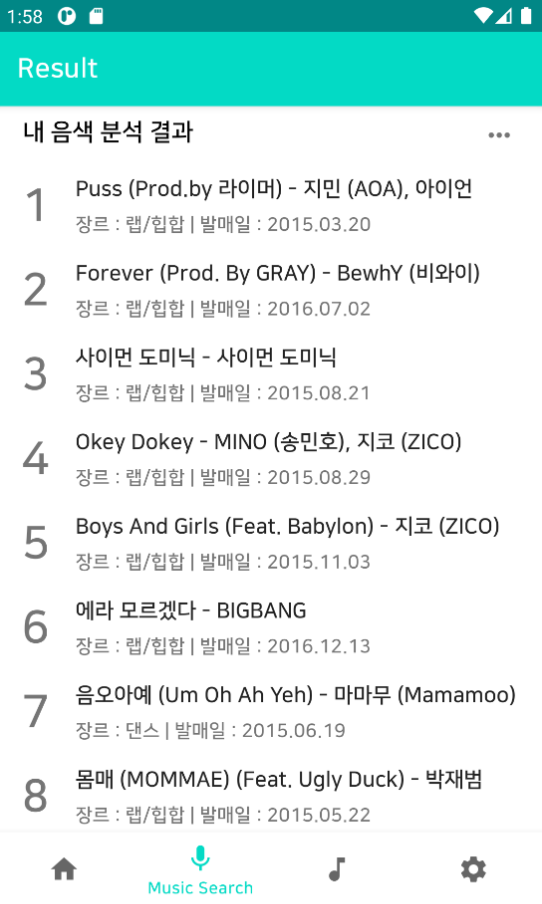 1:58
Result
내 음색 분석 결과
1
Puss (Prod.by 라이머) - 지민 (AOA), 아이언
장르 : 랩/힙합 | 발매일 : 2015.03.20
2
Forever (Prod. By GRAY) - BewhY (비와이)
장르 : 랩/힙합 | 발매일 : 2016.07.02
3
사이먼 도미닉 - 사이먼 도미닉
장르 : 랩/힙합 | 발매일 : 2015.08.21
4
Okey Dokey - MINO (송민호), 지코 (ZICO)
장르 : 랩/힙합 | 발매일 : 2015.08.29
5
Boys And Girls (Feat. Babylon) - 지코 (ZICO)
장르 : 랩/힙합 | 발매일 : 2015.11.03
6
에라 모르겠다 - BIGBANG
장르 : 랩/힙합 | 발매일 : 2016.12.13
7
음오아예 (Um Oh Ah Yeh) - 마마무 (Mamamoo)
장르 : 댄스 | 발매일 : 2015.06.19
8
몸매 (MOMMAE) (Feat. Ugly Duck) - 박재범
장르 : 랩/힙합 | 발매일 : 2015.05.22
Music Search